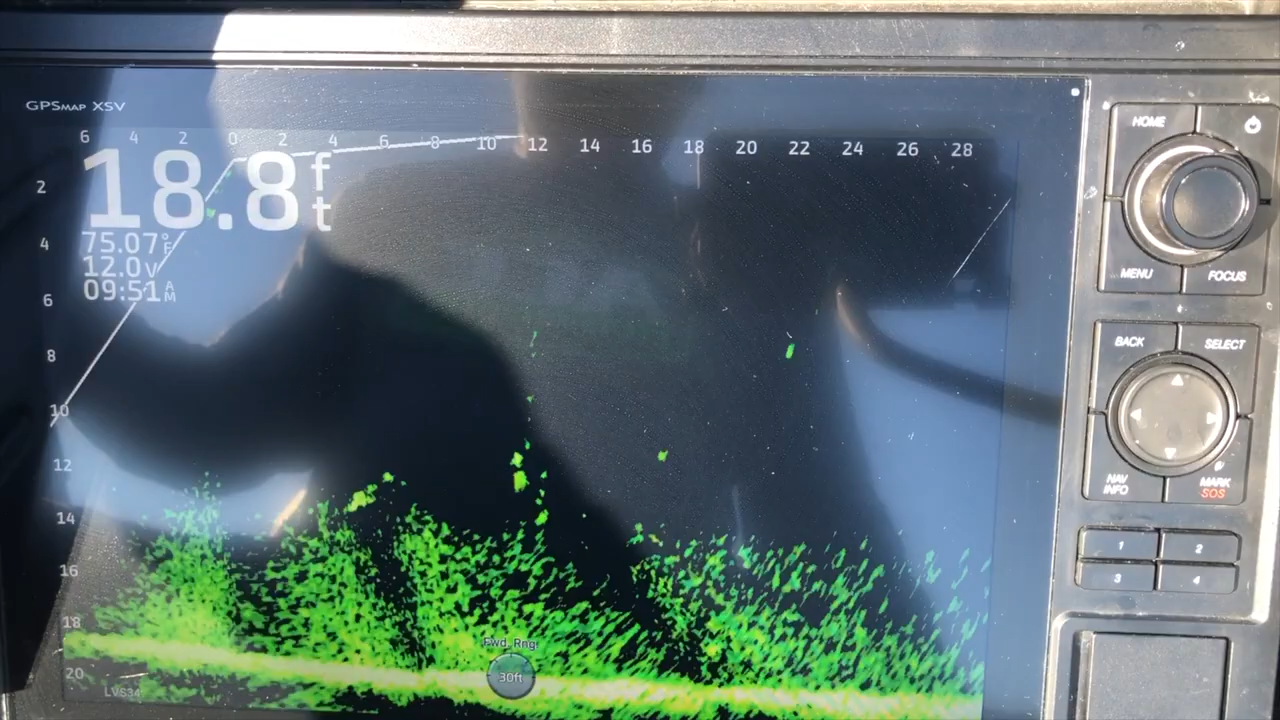 GPSMAP XSV
6 4 2 0 2 4 6 8 10 12 14 16 18 20 22 24 26 28
18.8 ft
75.07°F
12.0V
09:51AM
2
4
6
8
10
12
14
16
18
20
Fwd. Rng.
30ft
LVS34
HOME
MENU
FOCUS
BACK
SELECT
NAV INFO
MARK
SOS
1 2
3 4